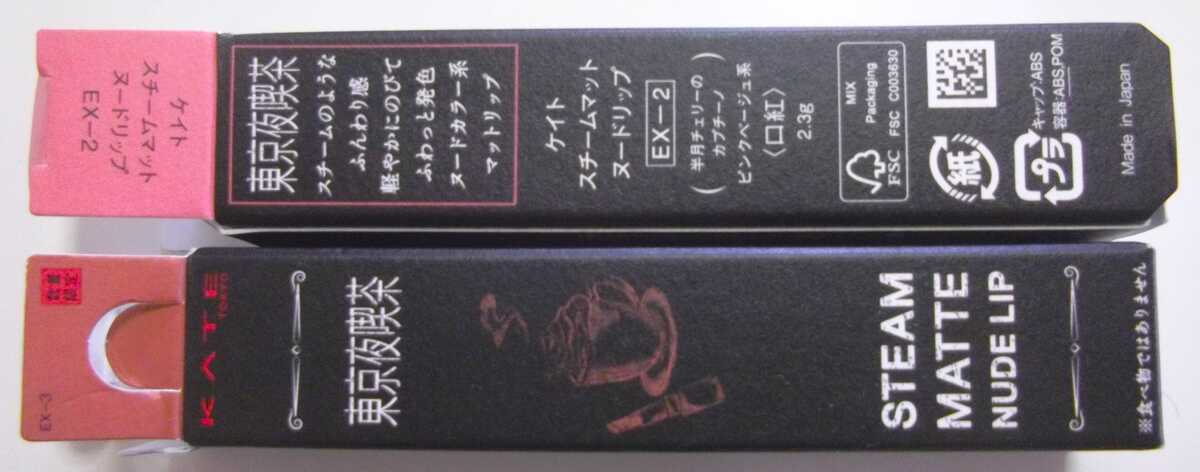 ケイト
スチームマット
ヌードリップ
EX-2
東京夜喫茶
スチームのような
ふんわり感
軽やかにのびて
ふわっと発色
ヌードカラー系
マットリップ
ケイト
スチームマット
ヌードリップ
EX-2
(半月チェリーの
カプチーノ)
ピンクベージュ系
〈口紅〉
2.3g
MIX
Packaging
FSC C003630
FSC
紙
プラ
キャップ:ABS
容器:ABS,POM
Made in Japan
数量
限定
EX-3
KATE
TOKYO
東京夜喫茶
STEAM
MATTE
NUDE LIP
※食べ物ではありません